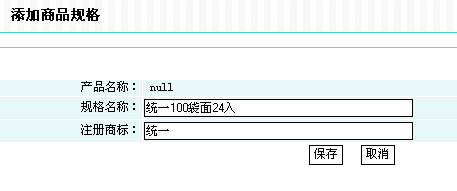 添加商品规格
产品名称： null
规格名称： 统一100袋面24入
注册商标： 统一
保存 取消